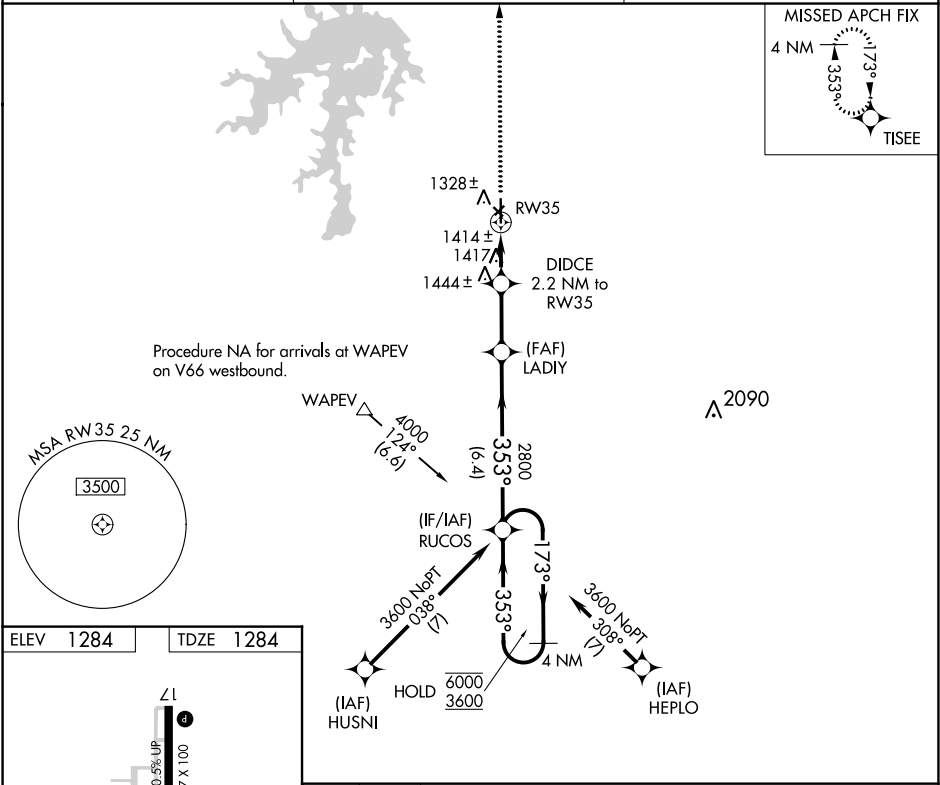 MISSED APCH FIX
4 NM
353°
173°
TISEE
1328 ±
RW35
1414 ±
1417
1444 ±
DIDCE
2.2 NM to
RW35
Procedure NA for arrivals at WAPEV
on V66 westbound.
(FAF)
LADIY
WAPEV
4000
124°
(6.6)
2090
2800
353°
(6.4)
MSA RW35 25 NM
3500
(IF/IAF)
RUCOS
173°
353°
3600 NoPT
038°
(7)
3600 NoPT
308°
(7)
4 NM
HOLD
6000
3600
(IAF)
HUSNI
(IAF)
HEPLO
ELEV 1284
TDZE 1284
17
P
0.5% UP
X 100